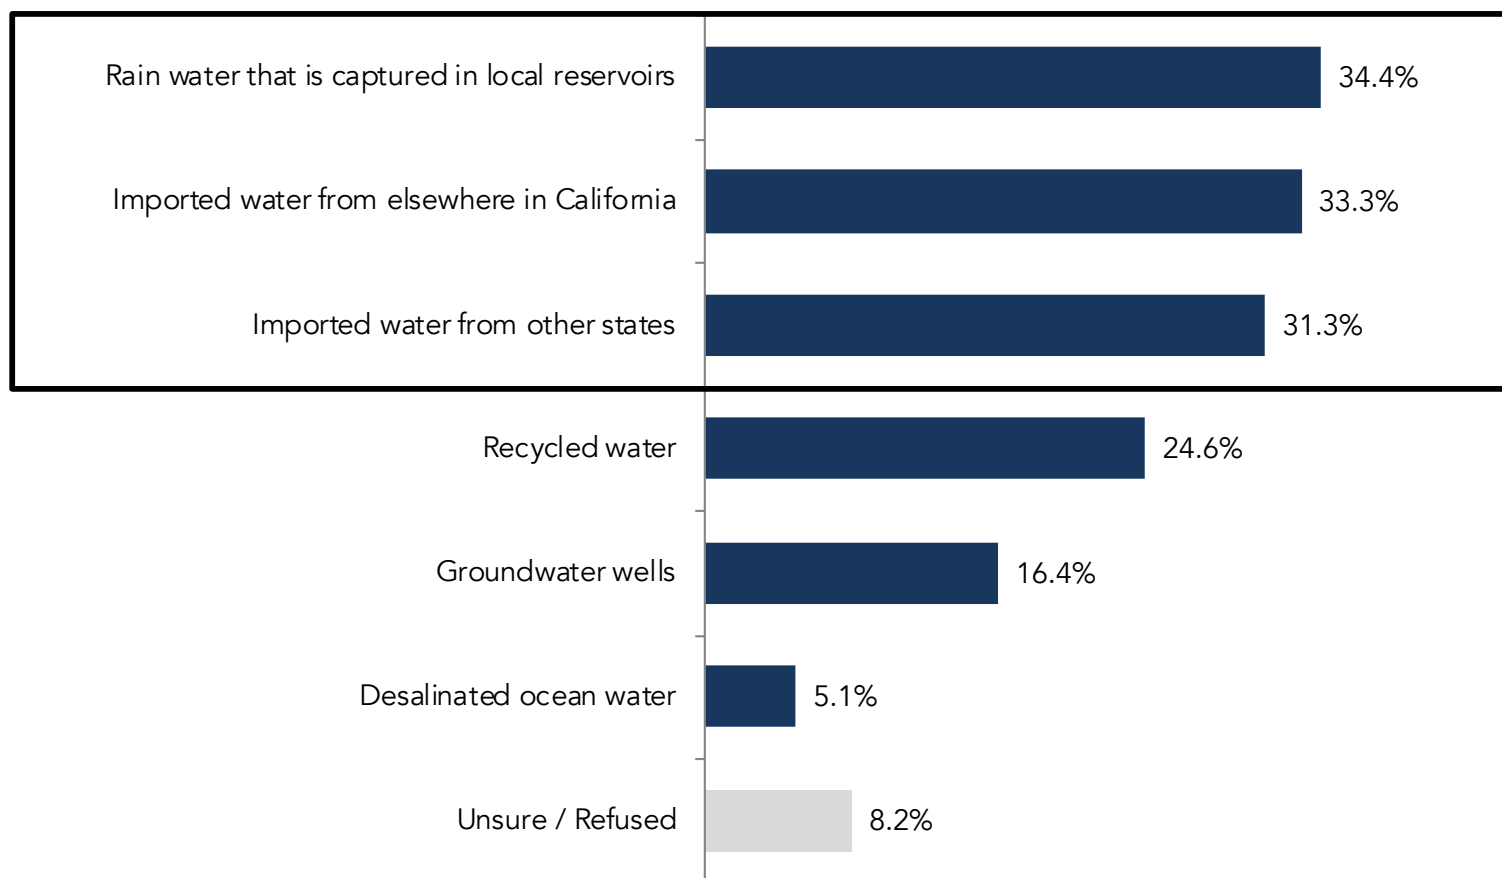 Rain water that is captured in local reservoirs 34.4%
Imported water from elsewhere in California 33.3%
Imported water from other states 31.3%
Recycled water 24.6%
Groundwater wells 16.4%
Desalinated ocean water 5.1%
Unsure / Refused 8.2%